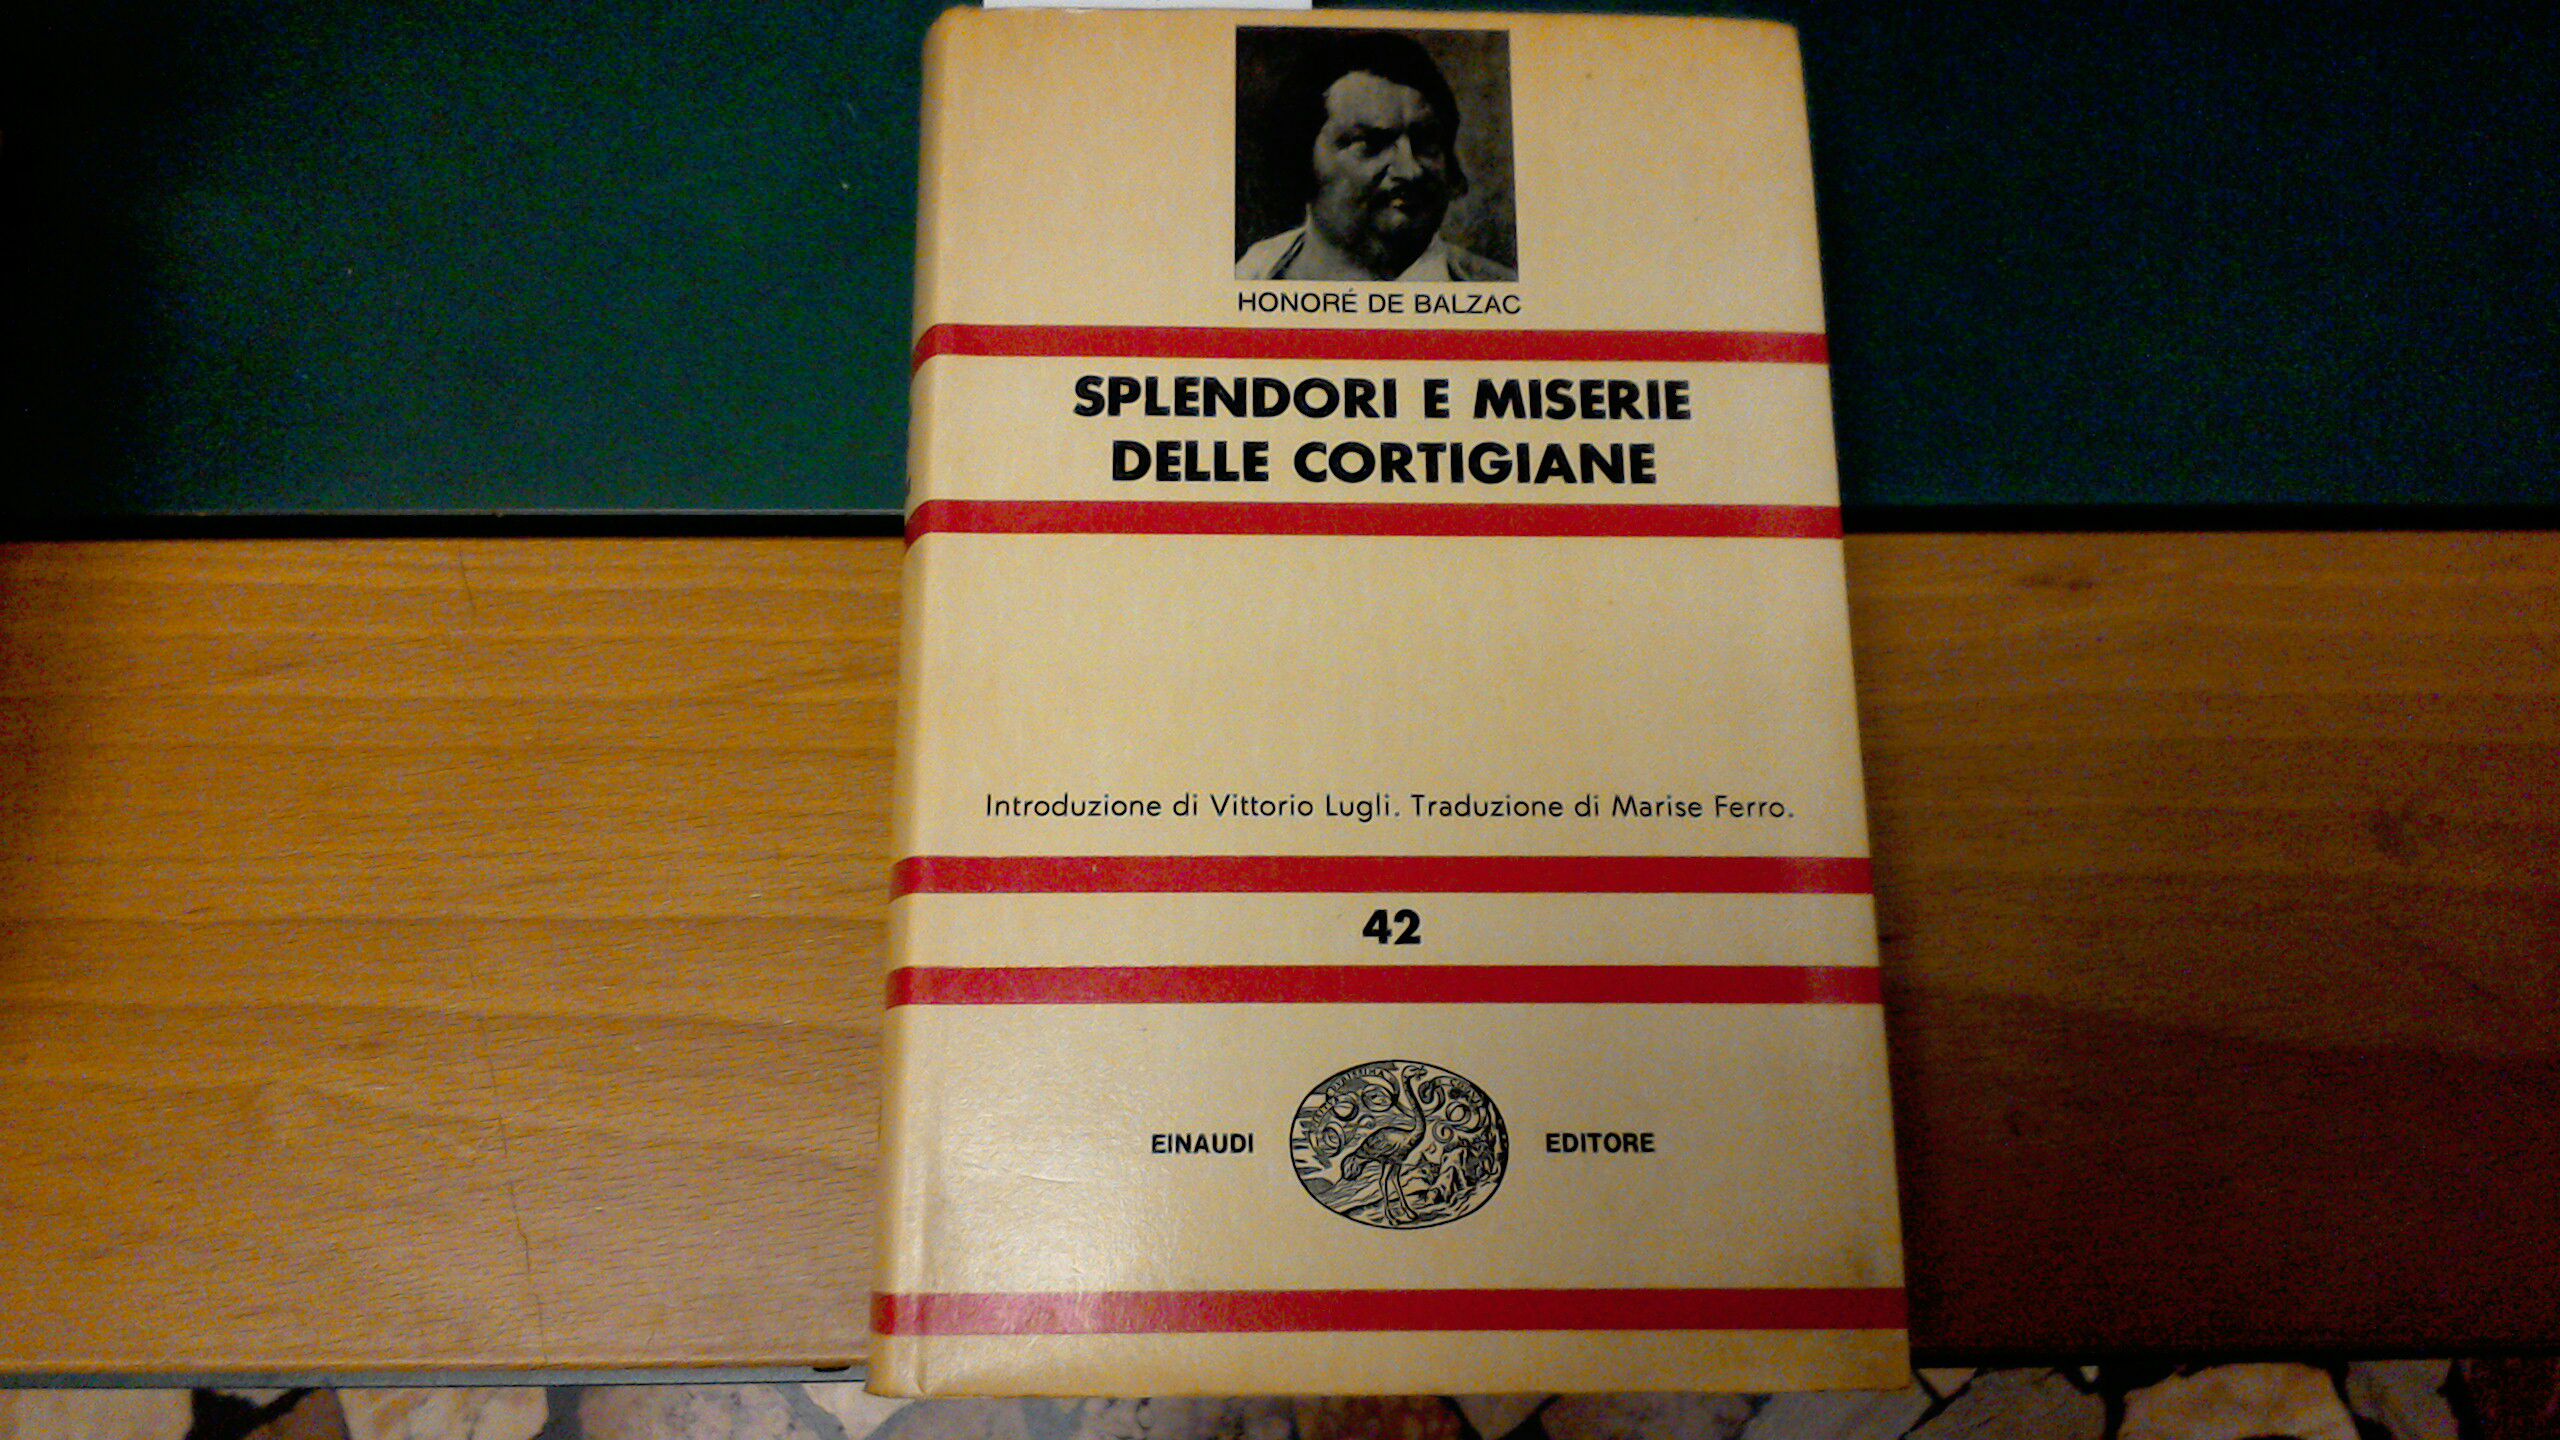 HONORÉ DE BALZAC
SPLENDORI E MISERIE
DELLE CORTIGIANE
Introduzione di Vittorio Lugli. Traduzione di Marise Ferro.
42
EINAUDI EDITORE